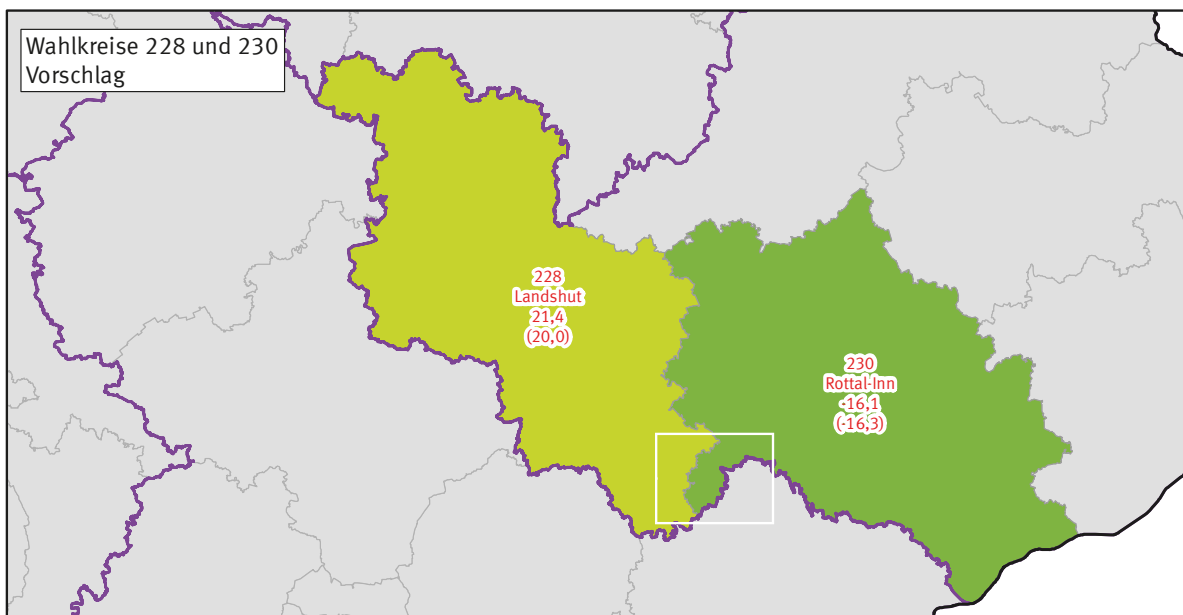 Wahlkreise 228 und 230
Vorschlag
228
Landshut
21,4
(20,0)
230
Rottal-Inn
-16,1
(-16,3)